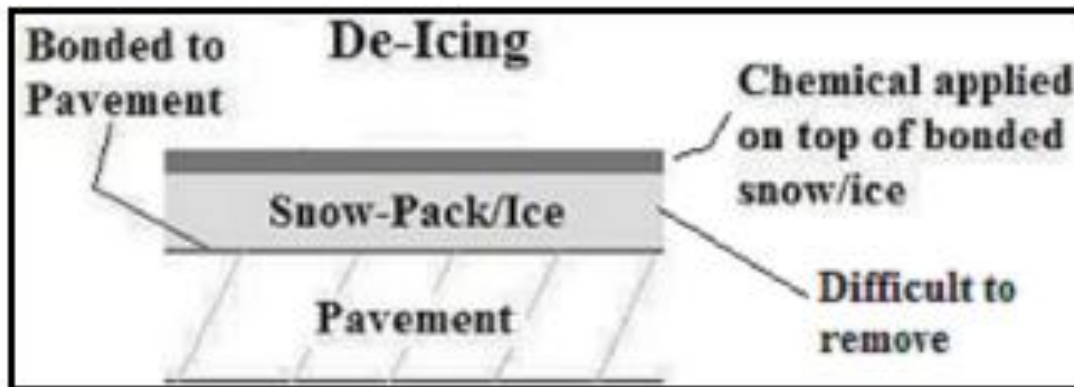 De-Icing
Bonded to
Pavement
Chemical applied
on top of bonded
snow/ice
Snow-Pack/Ice
Difficult to
remove
Pavement